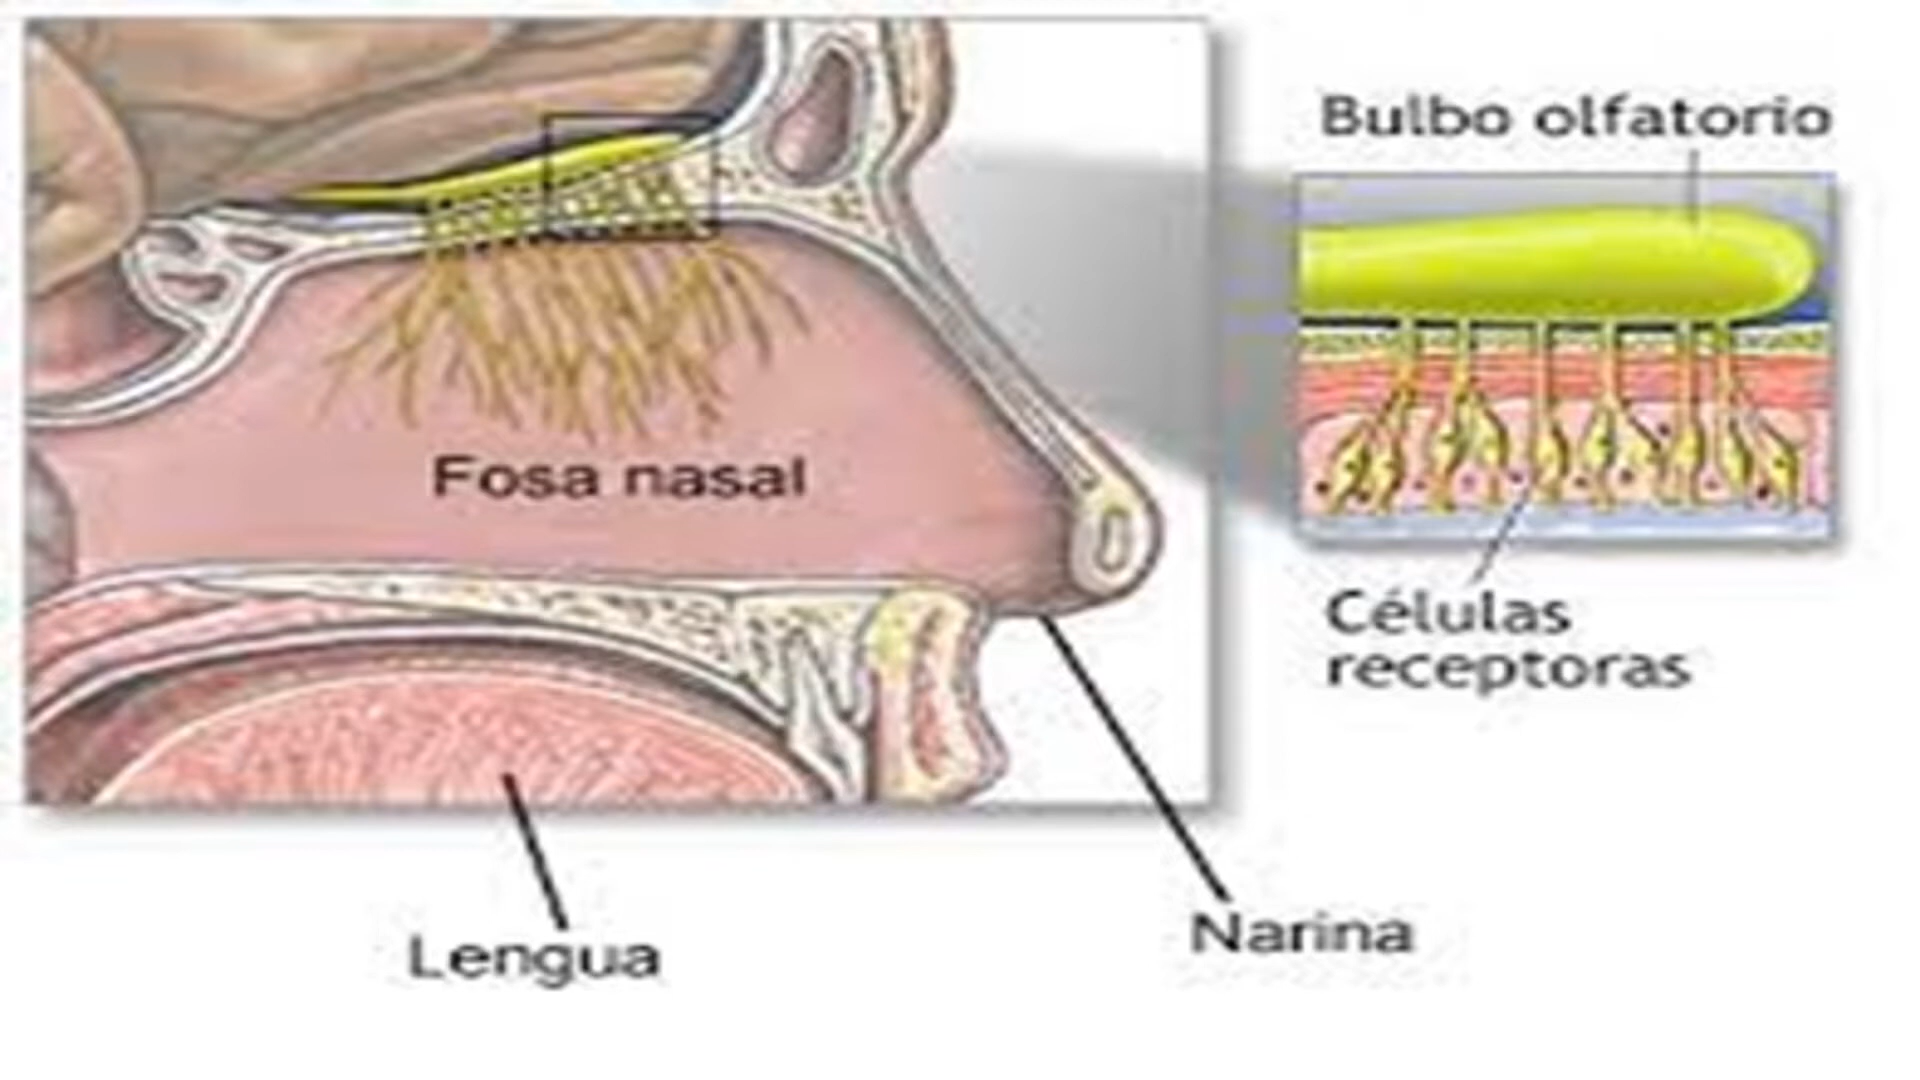 Bulbo olfatorio
Fosa nasal
Células
receptoras
Narina
Lengua